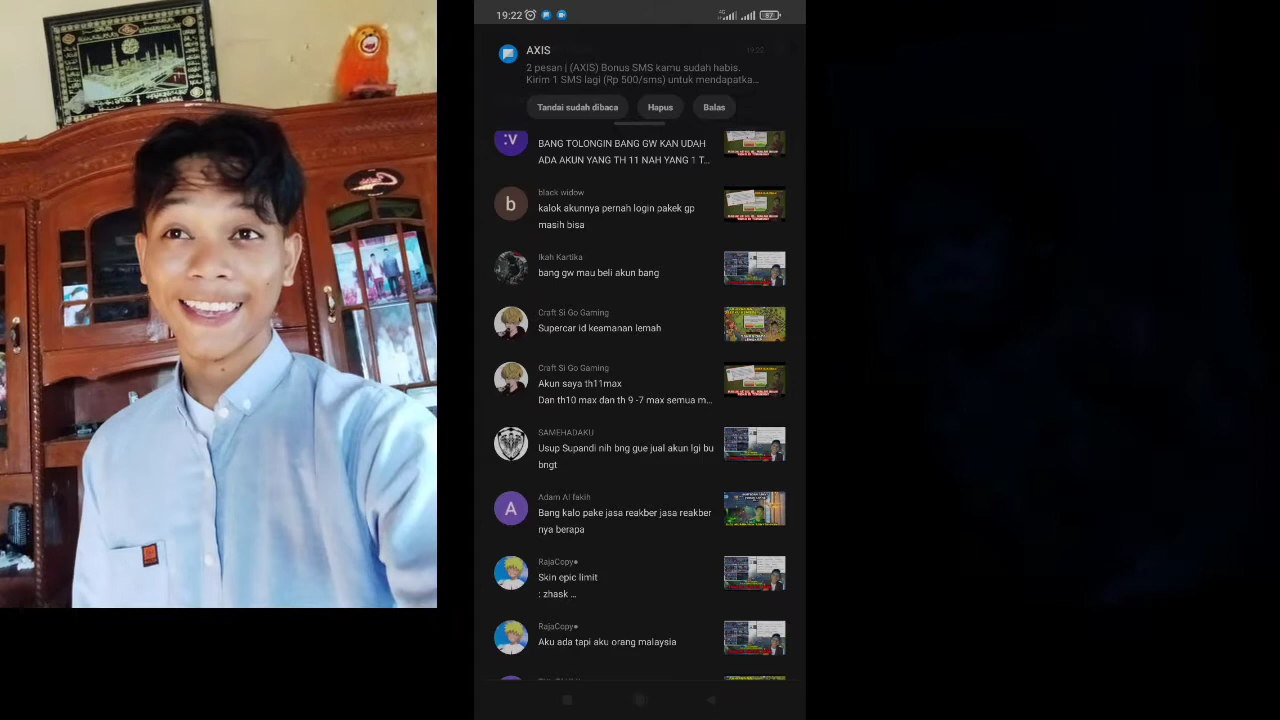 19:22
4G
87
AXIS
19:20
2 pesan | (AXIS) Bonus SMS kamu sudah habis.
Kirim 1 SMS lagi (Rp 500/sms) untuk mendapatka...
Tandai sudah dibaca
Hapus
Balas
:V
BANG TOLONGIN BANG GW KAN UDAH
ADA AKUN YANG TH 11 NAH YANG 1 T...
black widow
b
kalok akunnya pernah login pakek gp
masih bisa
Ikah Kartika
bang gw mau beli akun bang
Craft Si Go Gaming
Supercar id keamanan lemah
Craft Si Go Gaming
Akun saya th11max
Dan th10 max dan th 9 -7 max semua m...
SAMEHADAKU
Usup Supandi nih bng gue jual akun lgi bu
bngt
Adam Al fakih
A
Bang kalo pake jasa reakber jasa reakber
nya berapa
RajaCopy●
Skin epic limit
: zhask ...
RajaCopy●
Aku ada tapi aku orang malaysia